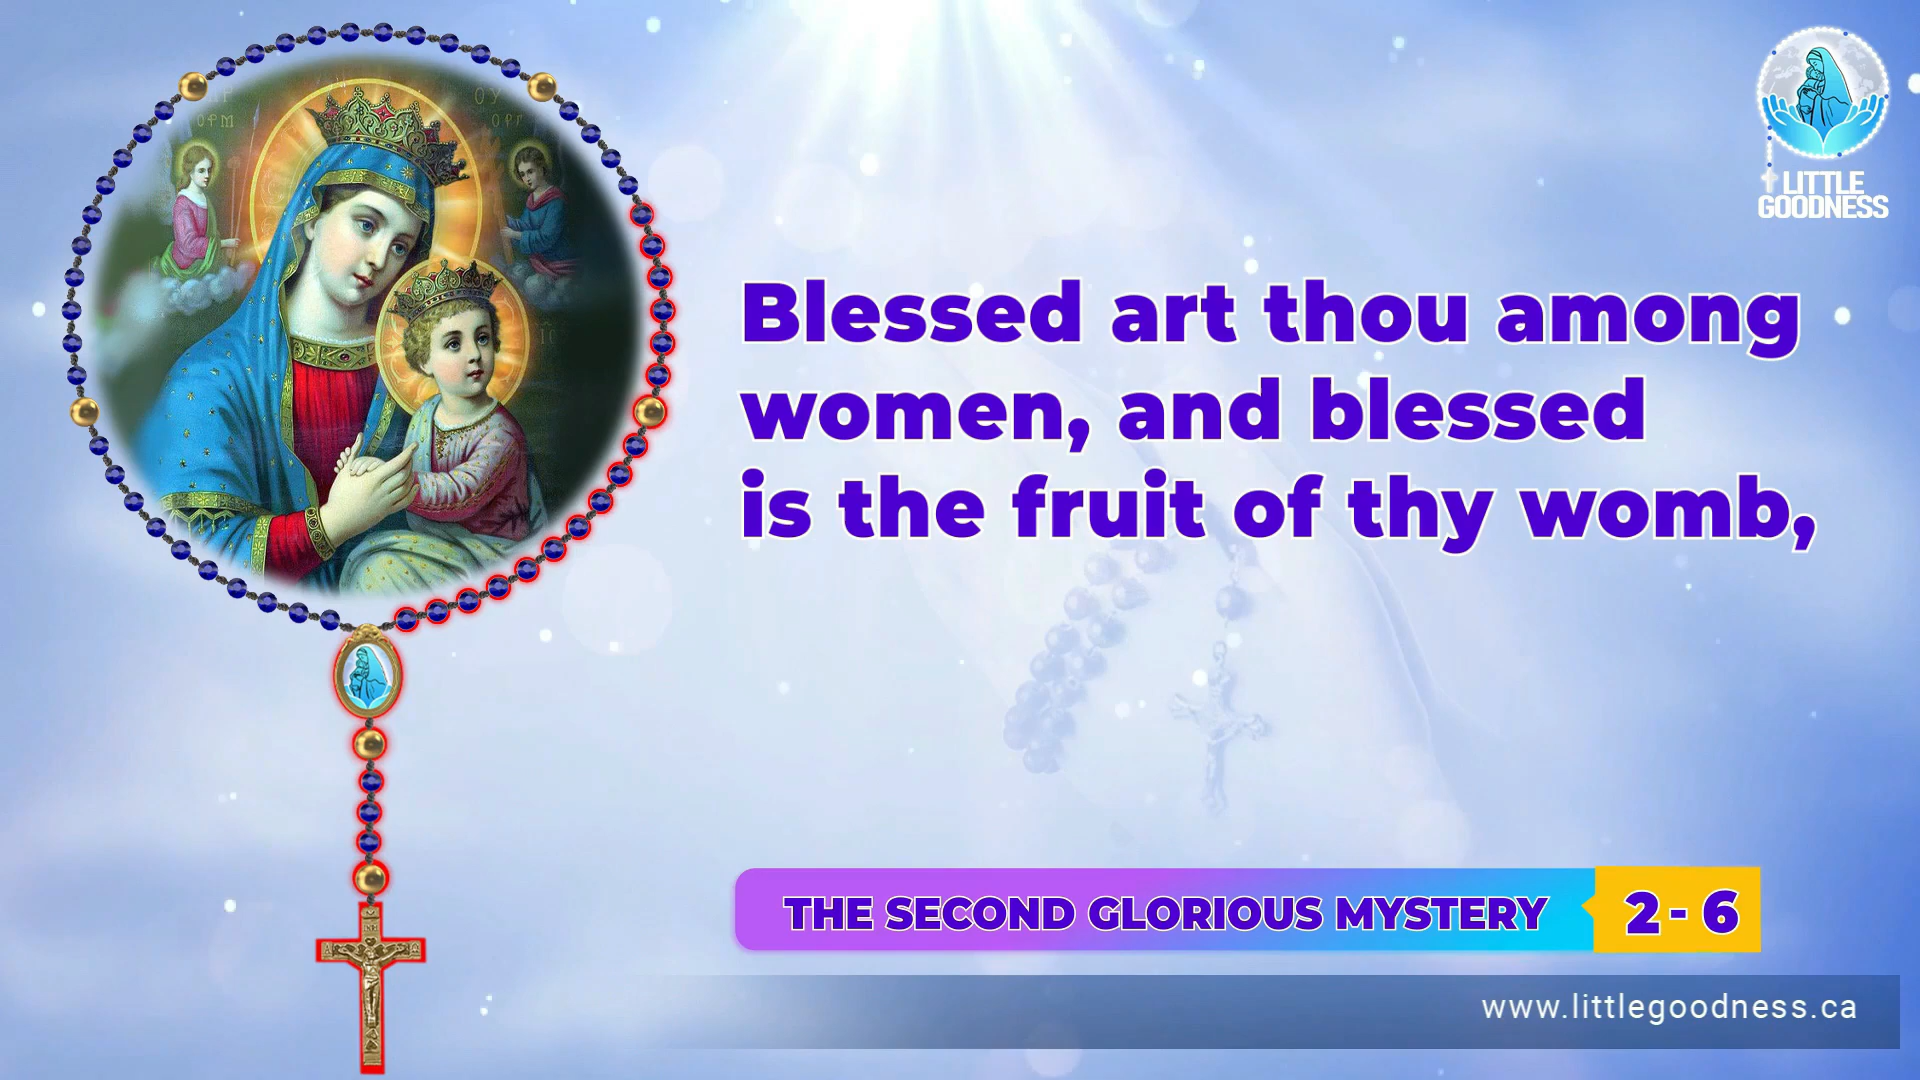 LITTLE
GOODNESS
Blessed art thou among
women, and blessed
is the fruit of thy womb,
THE SECOND GLORIOUS MYSTERY
2 - 6
www.littlegoodness.ca